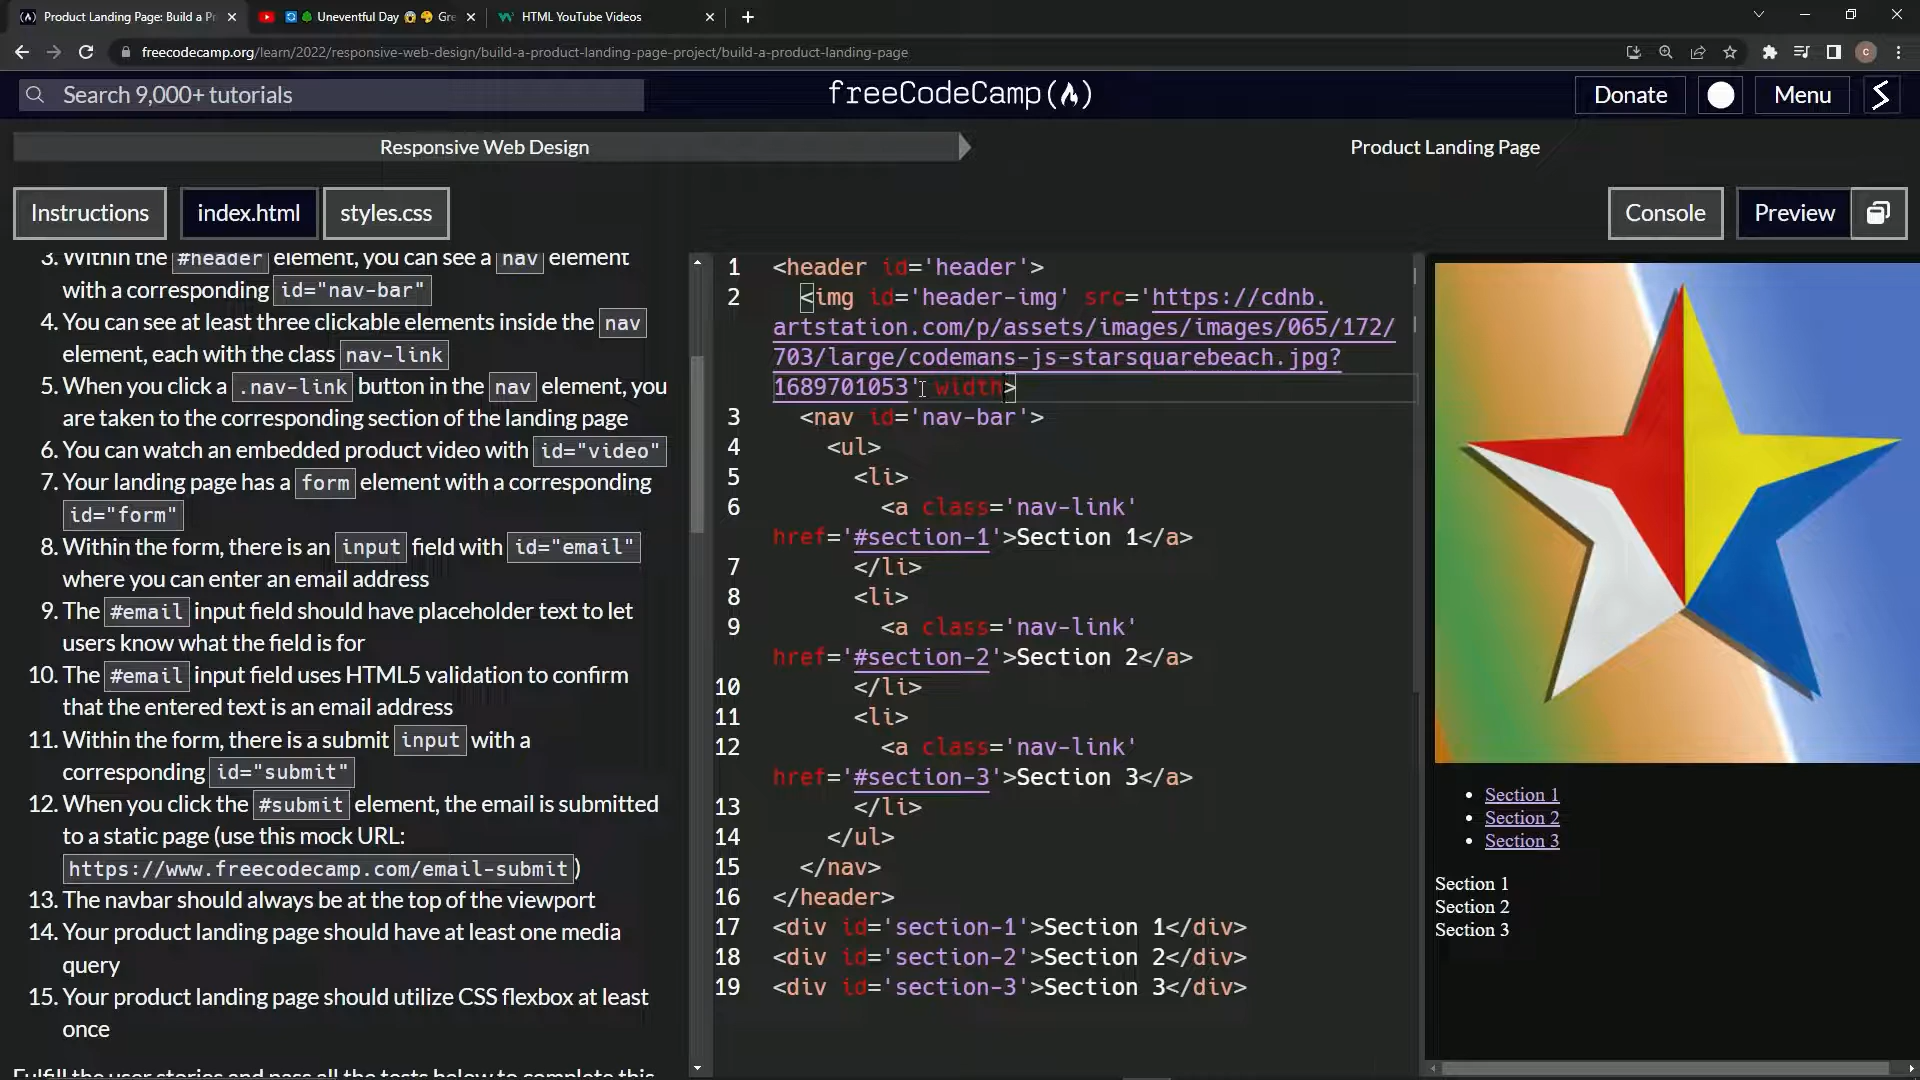 Product Landing Page: Build a Pr
Uneventful Day
Gre
HTML YouTube Videos
freecodecamp.org/learn/2022/responsive-web-design/build-a-product-landing-page-project/build-a-product-landing-page
C
Search 9,000+ tutorials
freeCodeCamp
Donate
Menu
Responsive Web Design
Product Landing Page
Instructions
index.html
styles.css
Console
Preview
3. Within the #header element, you can see a nav element
with a corresponding id="nav-bar"
4. You can see at least three clickable elements inside the nav
element, each with the class nav-link
5. When you click a .nav-link button in the nav element, you
are taken to the corresponding section of the landing page
6. You can watch an embedded product video with id="video"
7. Your landing page has a form element with a corresponding
id="form"
8. Within the form, there is an input field with id="email"
where you can enter an email address
9. The #email input field should have placeholder text to let
users know what the field is for
10. The #email input field uses HTML5 validation to confirm
that the entered text is an email address
11. Within the form, there is a submit input with a
corresponding id="submit"
12. When you click the #submit element, the email is submitted
to a static page (use this mock URL:
https://www.freecodecamp.com/email-submit)
13. The navbar should always be at the top of the viewport
14. Your product landing page should have at least one media
query
15. Your product landing page should utilize CSS flexbox at least
once
Fulfill the user stories and pass all the tests below to complete this
1 <header id='header'>
2 <img id='header-img' src='https://cdnb.
artstation.com/p/assets/images/images/065/172/
703/large/codemans-js-starsquarebeach.jpg?
1689701053' width>
3 <nav id='nav-bar'>
4 <ul>
5 <li>
6 <a class='nav-link'
href='#section-1'>Section 1</a>
7 </li>
8 <li>
9 <a class='nav-link'
href='#section-2'>Section 2</a>
10 </li>
11 <li>
12 <a class='nav-link'
href='#section-3'>Section 3</a>
13 </li>
14 </ul>
15 </nav>
16 </header>
17 <div id='section-1'>Section 1</div>
18 <div id='section-2'>Section 2</div>
19 <div id='section-3'>Section 3</div>
• Section 1
• Section 2
• Section 3
Section 1
Section 2
Section 3